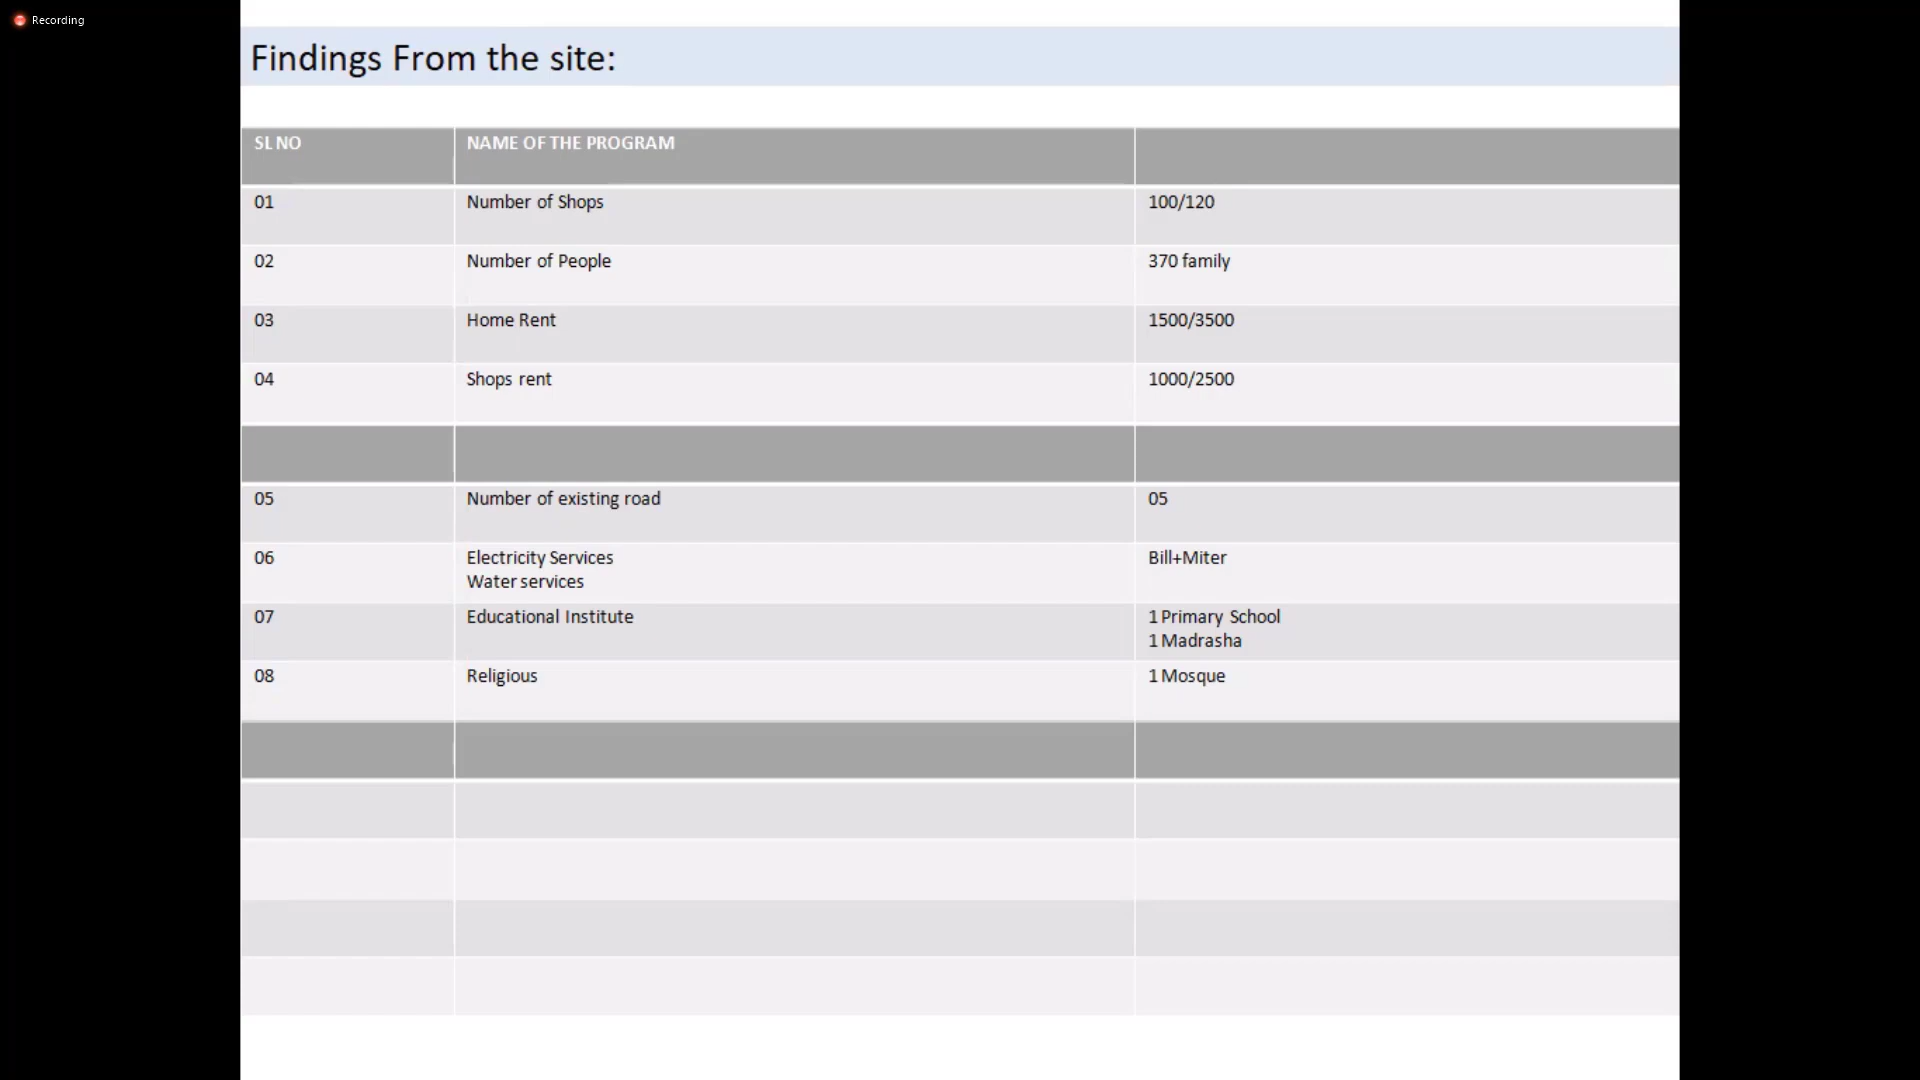 Recording
Findings From the site:
SL NO NAME OF THE PROGRAM
01 Number of Shops 100/120
02 Number of People 370 family
03 Home Rent 1500/3500
04 Shops rent 1000/2500
05 Number of existing road 05
06 Electricity Services Bill+Miter
Water services
07 Educational Institute 1 Primary School
1 Madrasha
08 Religious 1 Mosque